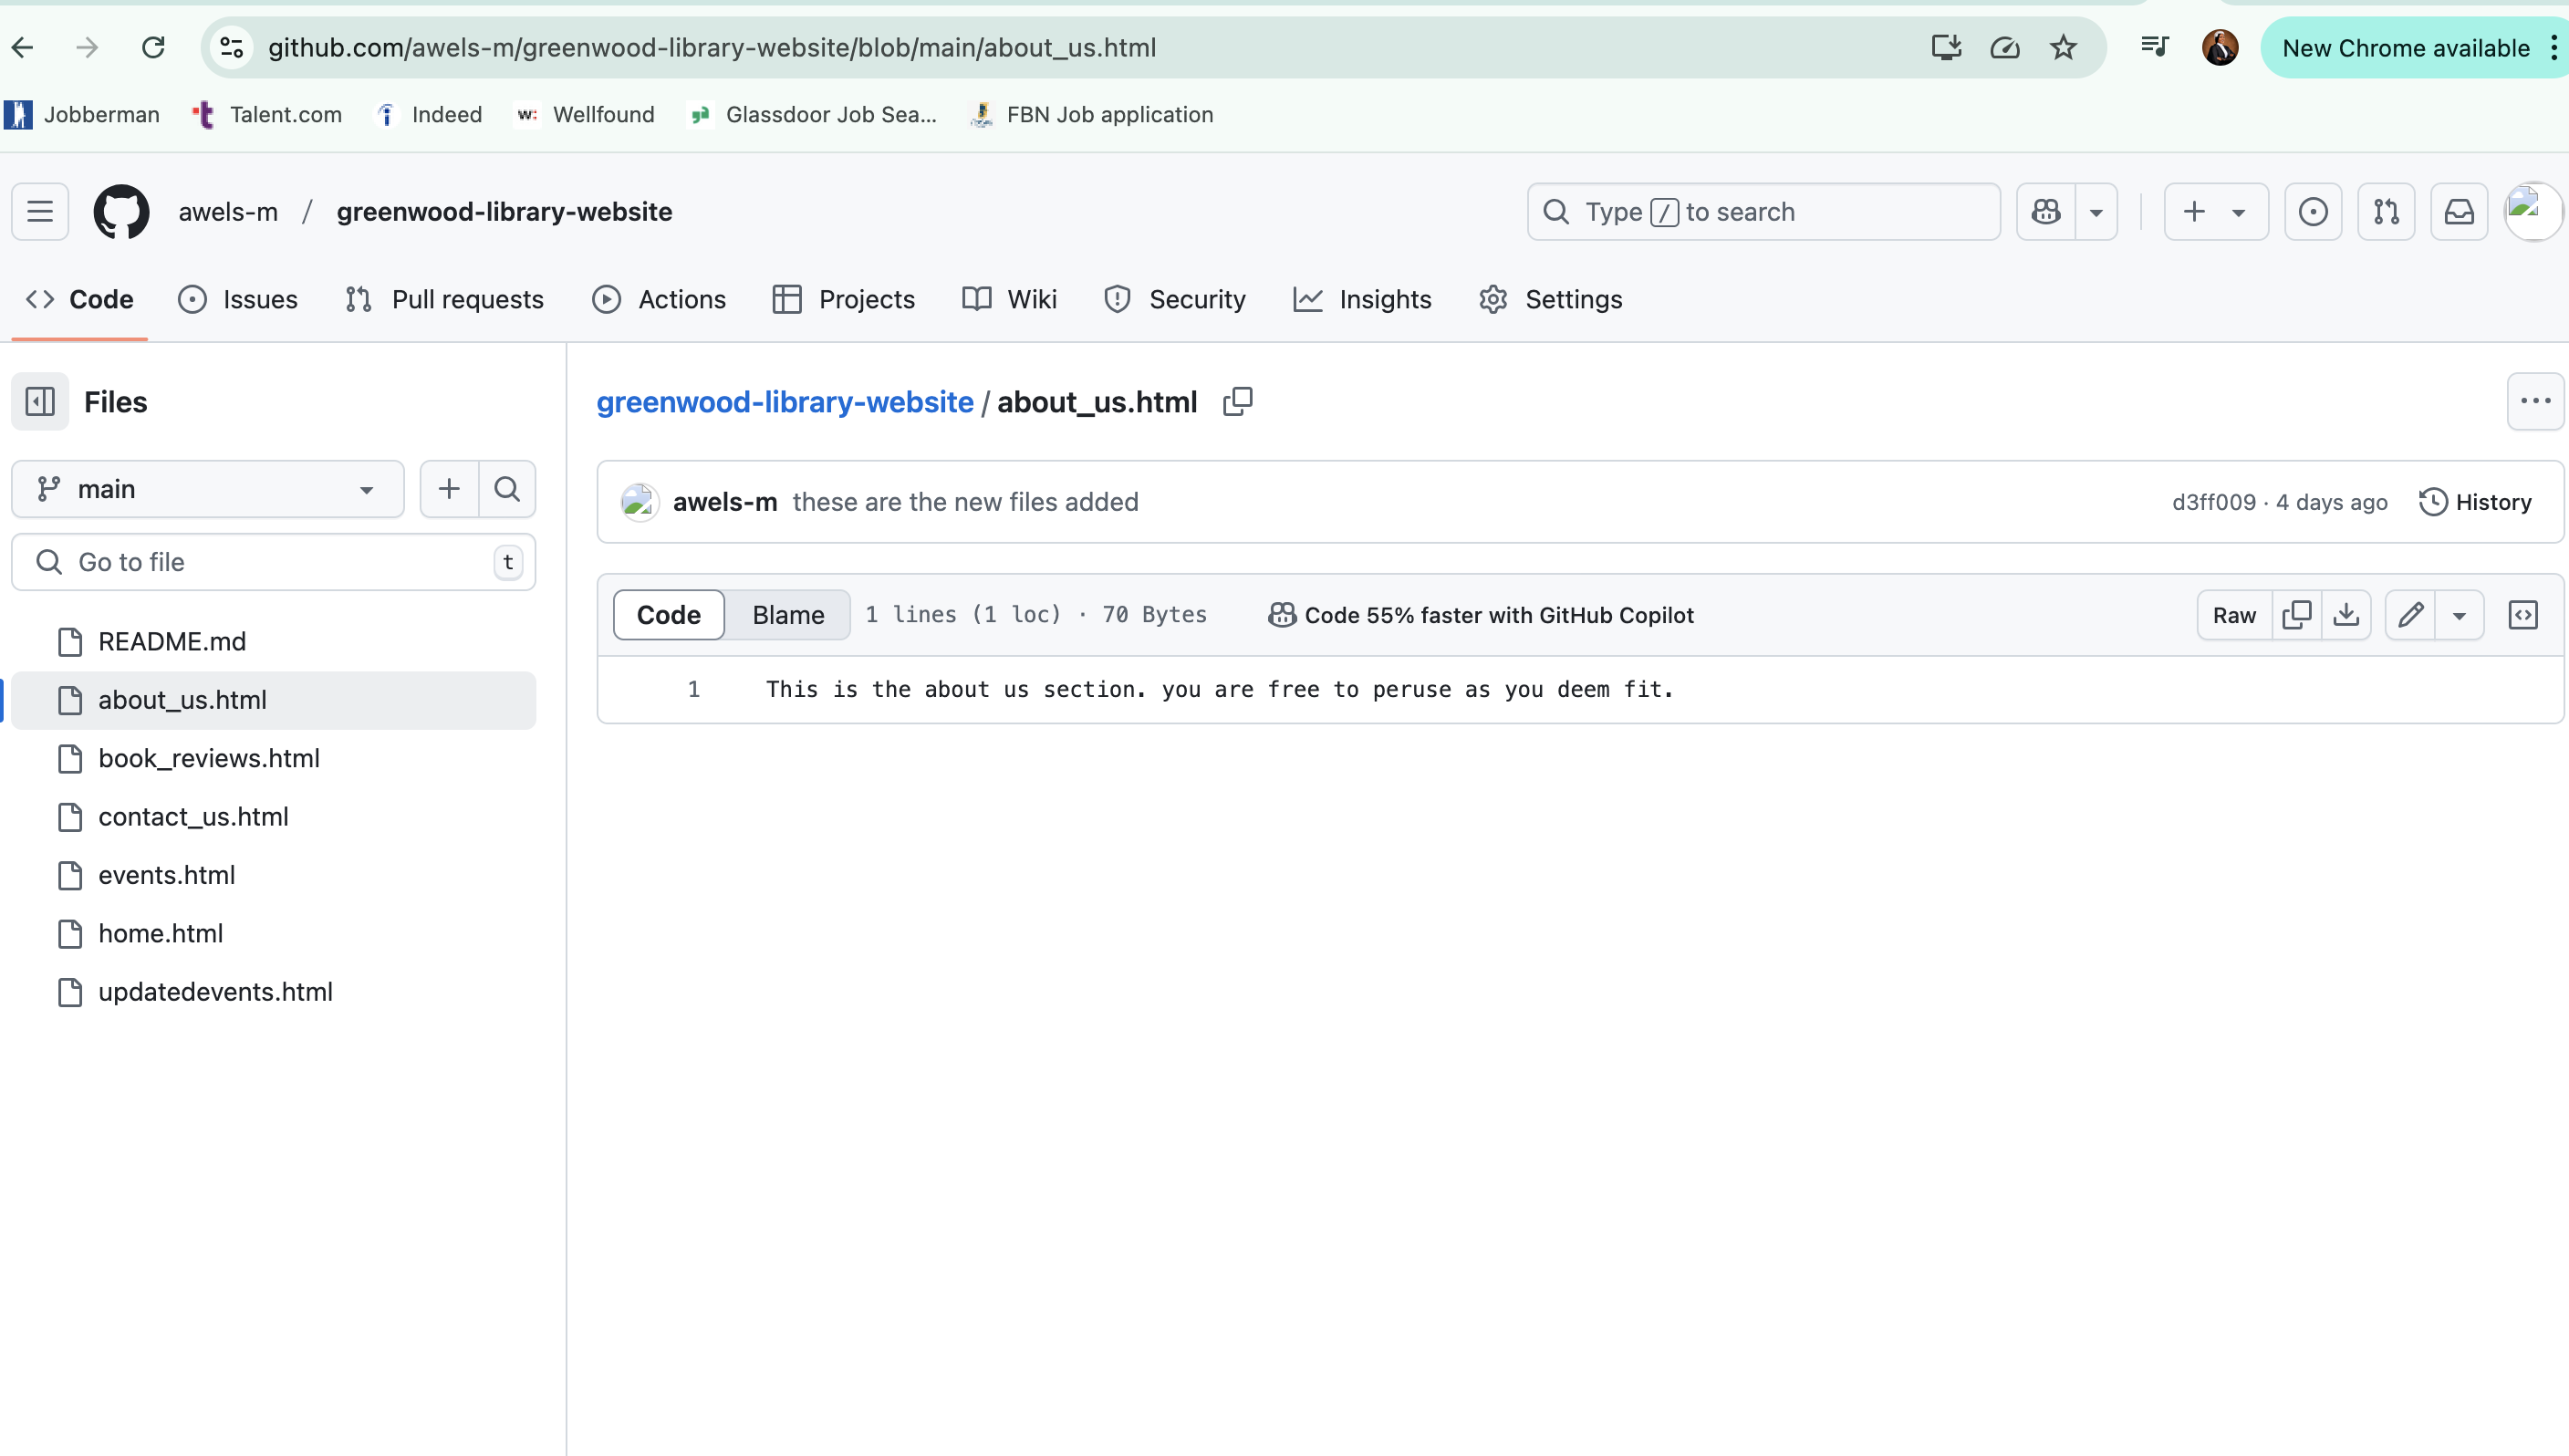 github.com/awels-m/greenwood-library-website/blob/main/about_us.html
New Chrome available
Jobberman
Talent.com
Indeed
Wellfound
Glassdoor Job Sea...
FBN Job application
awels-m / greenwood-library-website
Type / to search
Code
Issues
Pull requests
Actions
Projects
Wiki
Security
Insights
Settings
Files
main
Go to file
t
README.md
about_us.html
book_reviews.html
contact_us.html
events.html
home.html
updatedevents.html
greenwood-library-website / about_us.html
awels-m these are the new files added
d3ff009 · 4 days ago
History
Code
Blame
1 lines (1 loc) · 70 Bytes
Code 55% faster with GitHub Copilot
Raw
1 This is the about us section. you are free to peruse as you deem fit.